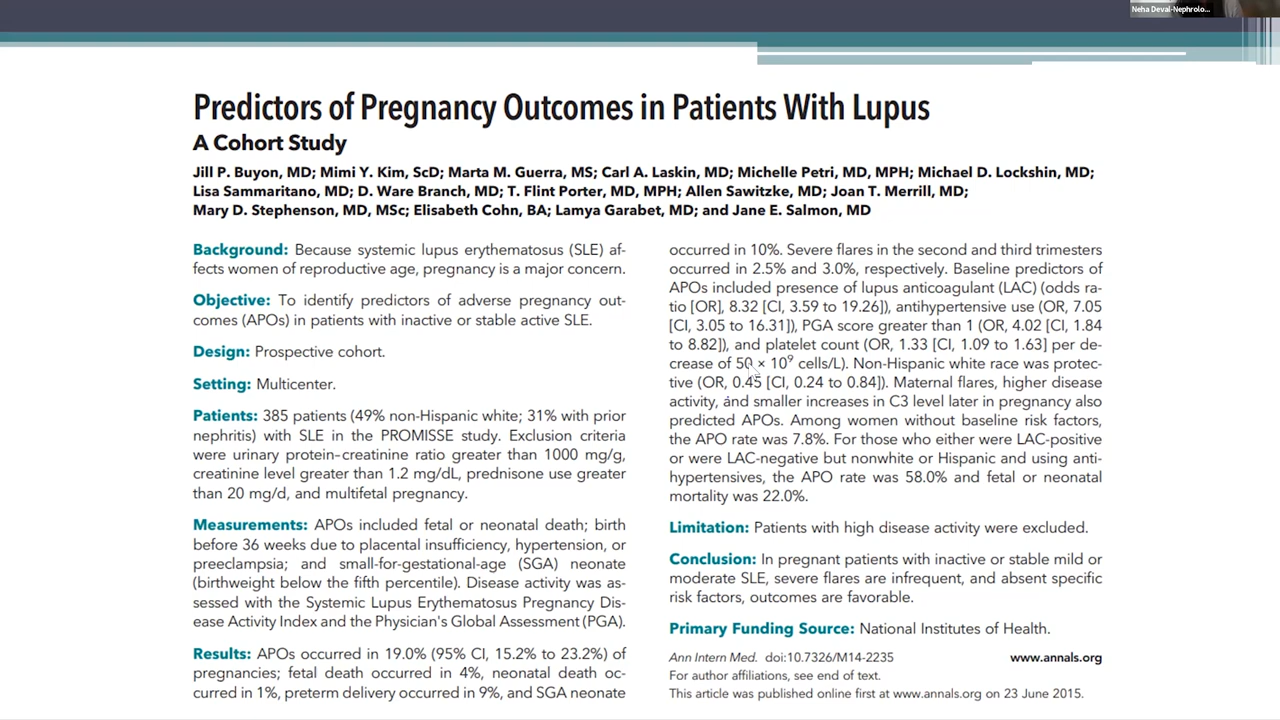 Neha Deval-Nephrolo...
Predictors of Pregnancy Outcomes in Patients With Lupus
A Cohort Study
Jill P. Buyon, MD; Mimi Y. Kim, ScD; Marta M. Guerra, MS; Carl A. Laskin, MD; Michelle Petri, MD, MPH; Michael D. Lockshin, MD;
Lisa Sammaritano, MD; D. Ware Branch, MD; T. Flint Porter, MD, MPH; Allen Sawitzke, MD; Joan T. Merrill, MD;
Mary D. Stephenson, MD, MSc; Elisabeth Cohn, BA; Lamya Garabet, MD; and Jane E. Salmon, MD
Background: Because systemic lupus erythematosus (SLE) af-
fects women of reproductive age, pregnancy is a major concern.
Objective: To identify predictors of adverse pregnancy out-
comes (APOs) in patients with inactive or stable active SLE.
Design: Prospective cohort.
Setting: Multicenter.
Patients: 385 patients (49% non-Hispanic white; 31% with prior
nephritis) with SLE in the PROMISSE study. Exclusion criteria
were urinary protein–creatinine ratio greater than 1000 mg/g,
creatinine level greater than 1.2 mg/dL, prednisone use greater
than 20 mg/d, and multifetal pregnancy.
Measurements: APOs included fetal or neonatal death; birth
before 36 weeks due to placental insufficiency, hypertension, or
preeclampsia; and small-for-gestational-age (SGA) neonate
(birthweight below the fifth percentile). Disease activity was as-
sessed with the Systemic Lupus Erythematosus Pregnancy Dis-
ease Activity Index and the Physician's Global Assessment (PGA).
Results: APOs occurred in 19.0% (95% CI, 15.2% to 23.2%) of
pregnancies; fetal death occurred in 4%, neonatal death oc-
curred in 1%, preterm delivery occurred in 9%, and SGA neonate
occurred in 10%. Severe flares in the second and third trimesters
occurred in 2.5% and 3.0%, respectively. Baseline predictors of
APOs included presence of lupus anticoagulant (LAC) (odds ra-
tio [OR], 8.32 [CI, 3.59 to 19.26]), antihypertensive use (OR, 7.05
[CI, 3.05 to 16.31]), PGA score greater than 1 (OR, 4.02 [CI, 1.84
to 8.82]), and platelet count (OR, 1.33 [CI, 1.09 to 1.63] per de-
crease of 50 × 10⁹ cells/L). Non-Hispanic white race was protec-
tive (OR, 0.45 [CI, 0.24 to 0.84]). Maternal flares, higher disease
activity, and smaller increases in C3 level later in pregnancy also
predicted APOs. Among women without baseline risk factors,
the APO rate was 7.8%. For those who either were LAC-positive
or were LAC-negative but nonwhite or Hispanic and using anti-
hypertensives, the APO rate was 58.0% and fetal or neonatal
mortality was 22.0%.
Limitation: Patients with high disease activity were excluded.
Conclusion: In pregnant patients with inactive or stable mild or
moderate SLE, severe flares are infrequent, and absent specific
risk factors, outcomes are favorable.
Primary Funding Source: National Institutes of Health.
Ann Intern Med. doi:10.7326/M14-2235 www.annals.org
For author affiliations, see end of text.
This article was published online first at www.annals.org on 23 June 2015.